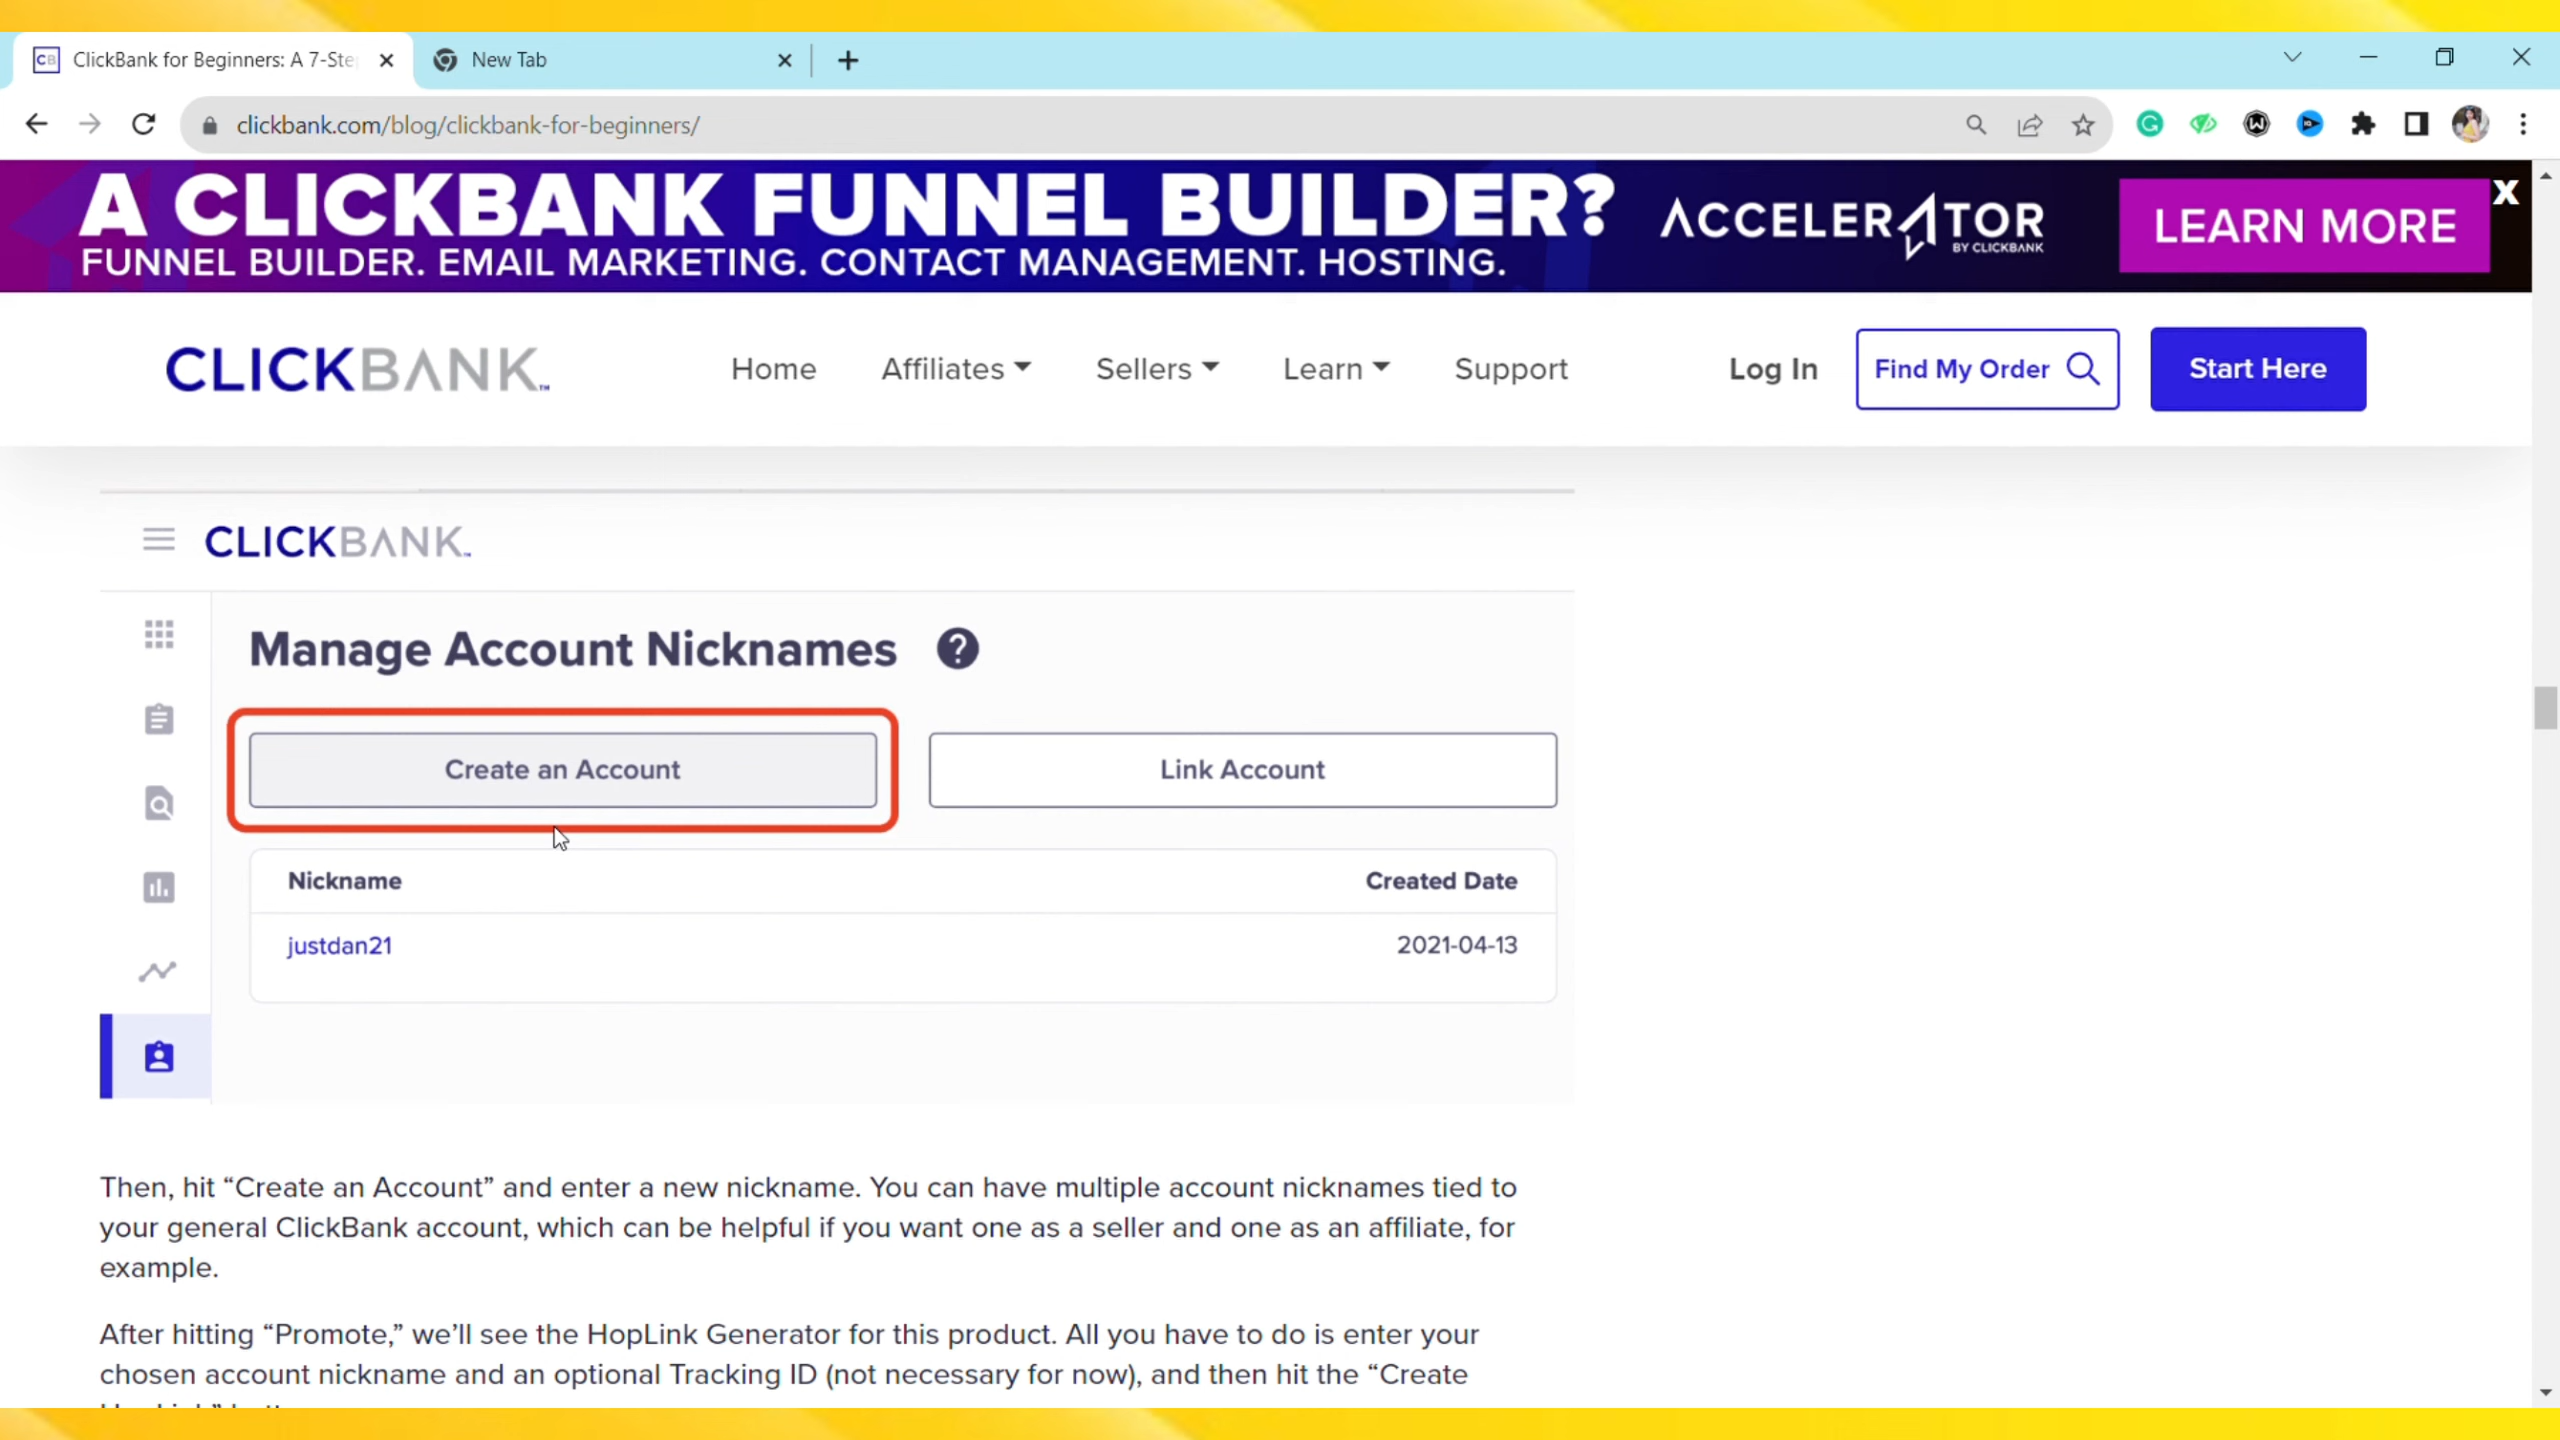 CB ClickBank for Beginners: A 7-Ste
New Tab
clickbank.com/blog/clickbank-for-beginners/
A CLICKBANK FUNNEL BUILDER?
FUNNEL BUILDER. EMAIL MARKETING. CONTACT MANAGEMENT. HOSTING.
ACCELERATOR
BY CLICKBANK
LEARN MORE
X
CLICKBANK
Home
Affiliates
Sellers
Learn
Support
Log In
Find My Order
Start Here
CLICKBANK
Manage Account Nicknames ?
Create an Account
Link Account
Nickname
Created Date
justdan21
2021-04-13
Then, hit “Create an Account” and enter a new nickname. You can have multiple account nicknames tied to
your general ClickBank account, which can be helpful if you want one as a seller and one as an affiliate, for
example.
After hitting “Promote,” we’ll see the HopLink Generator for this product. All you have to do is enter your
chosen account nickname and an optional Tracking ID (not necessary for now), and then hit the “Create